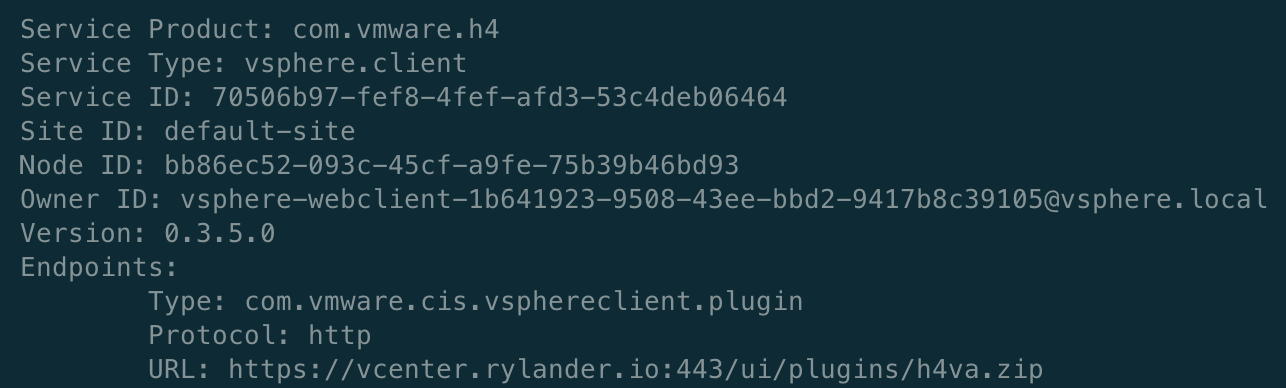 Service Product: com.vmware.h4
Service Type: vsphere.client
Service ID: 70506b97-fef8-4fef-afd3-53c4deb06464
Site ID: default-site
Node ID: bb86ec52-093c-45cf-a9fe-75b39b46bd93
Owner ID: vsphere-webclient-1b641923-9508-43ee-bbd2-9417b8c39105@vsphere.local
Version: 0.3.5.0
Endpoints:
Type: com.vmware.cis.vsphereclient.plugin
Protocol: http
URL: https://vcenter.rylander.io:443/ui/plugins/h4va.zip